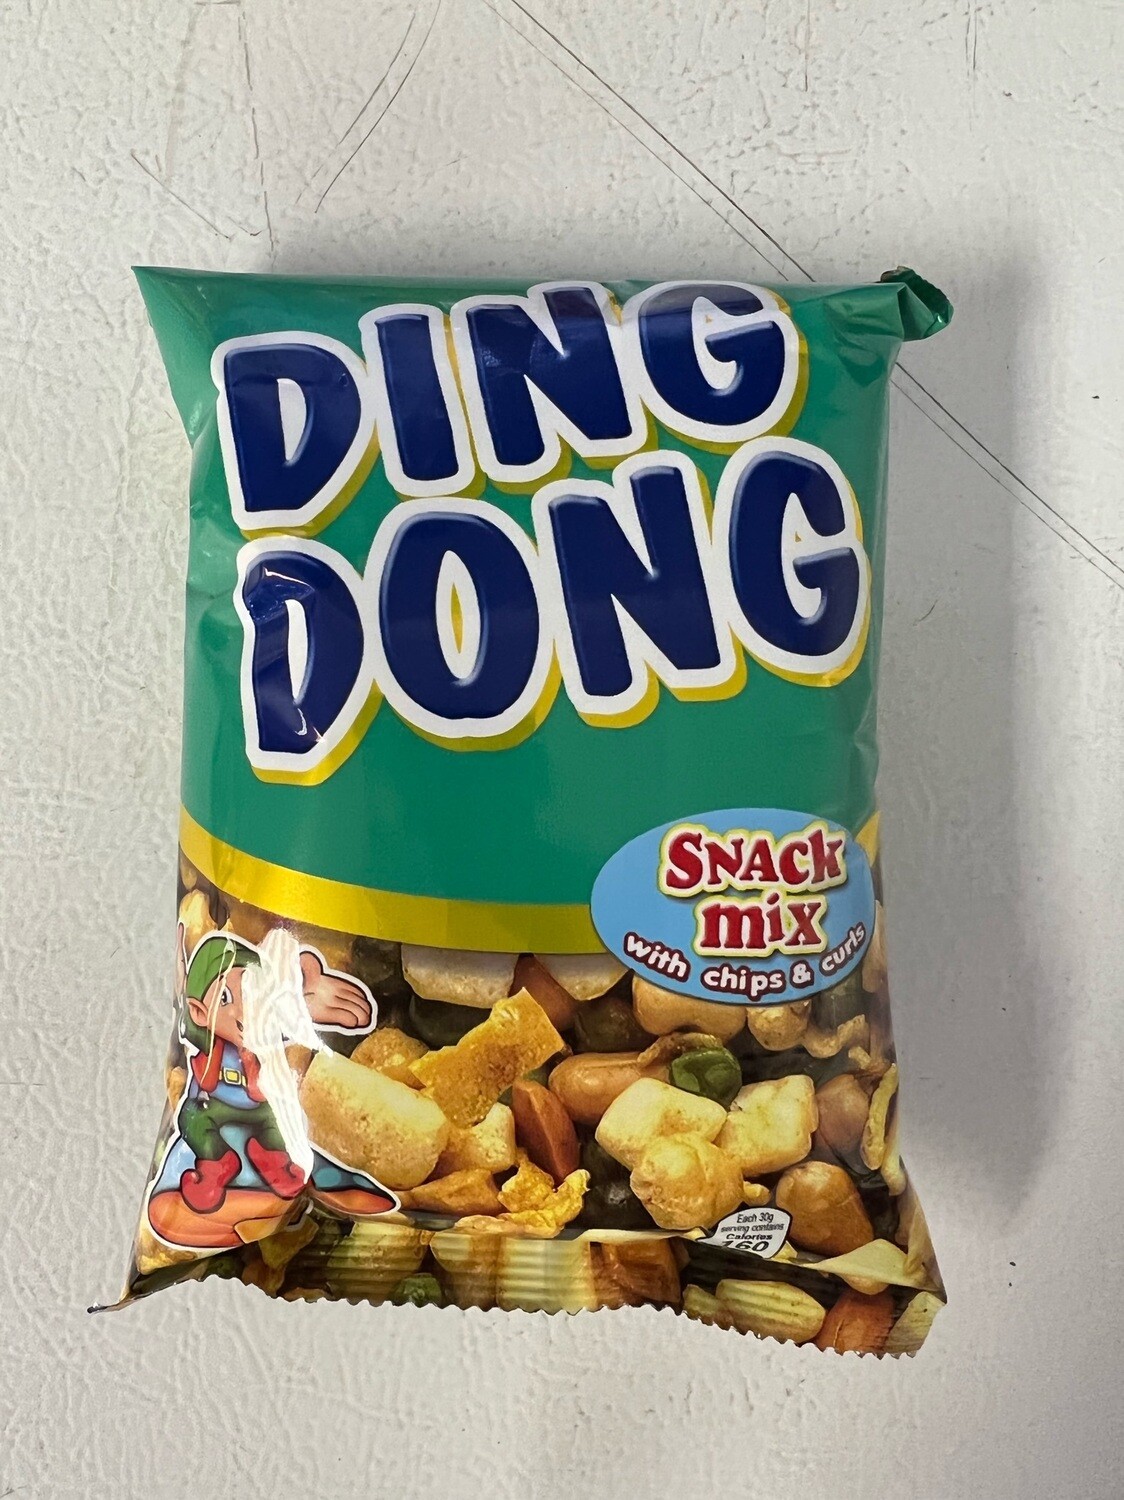 DING
DONG
SNAcK
mix
with chips & curls
Each 30g
serving contains
Calories
160